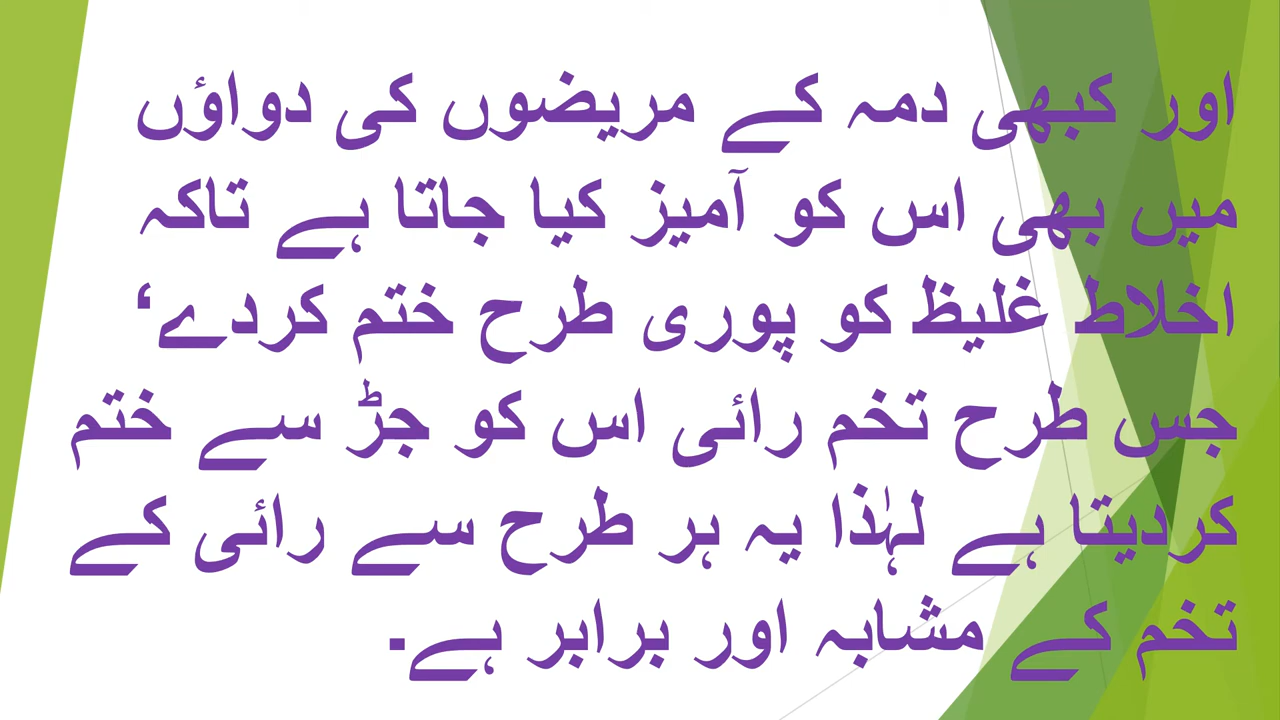 اور کبھی دمہ کے مریضوں کی دواؤں
میں بھی اس کو آمیز کیا جاتا ہے تاکہ
اخلاط غلیظ کو پوری طرح ختم کردے‘
جس طرح تخم رائی اس کو جڑ سے ختم
کردیتا ہے لہٰذا یہ ہر طرح سے رائی کے
تخم کے مشابہ اور برابر ہے.